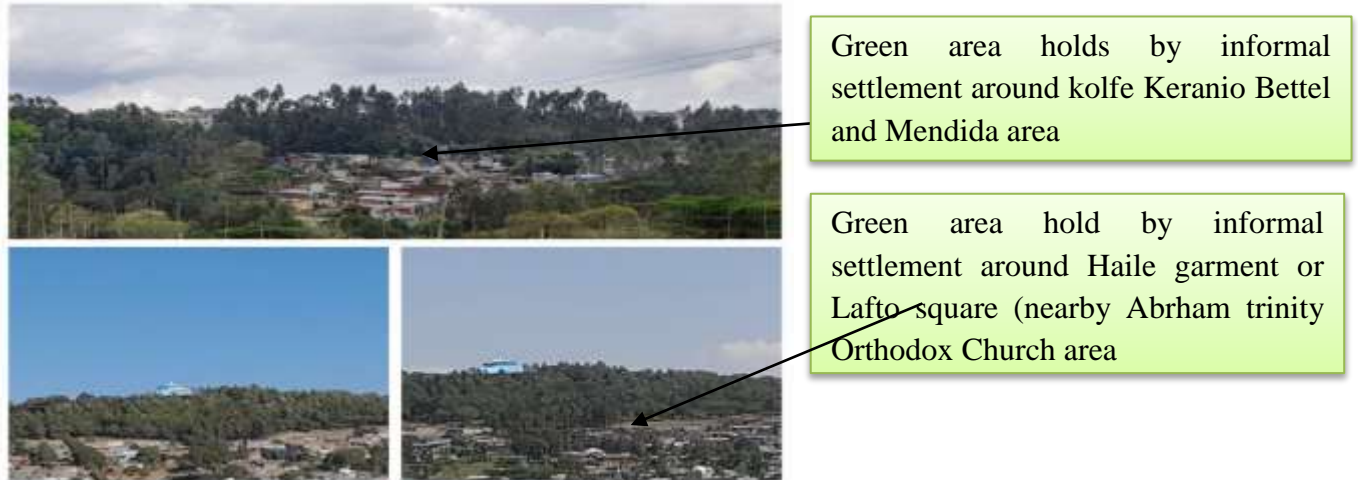 Green area holds by informal
settlement around kolfe Keranio Bettel
and Mendida area
Green area hold by informal
settlement around Haile garment or
Lafto square (nearby Abrham trinity
Orthodox Church area